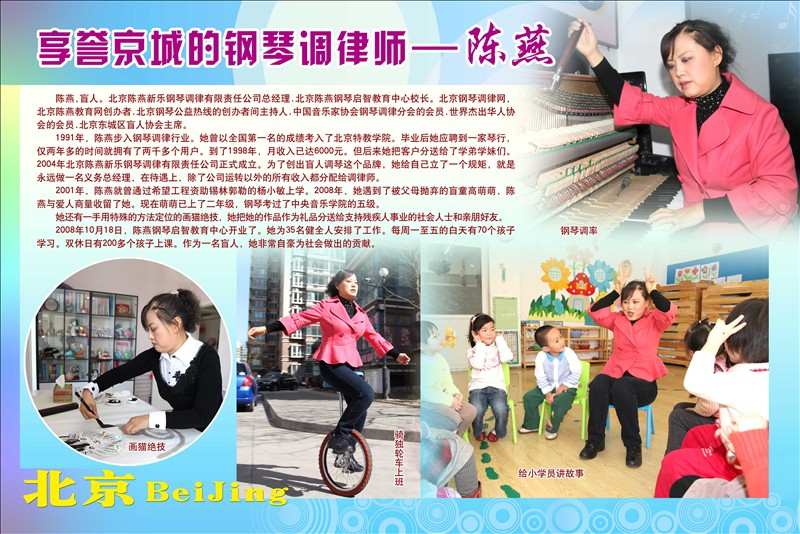 享誉京城的钢琴调律师—陈燕
陈燕,盲人。北京陈燕新乐钢琴调律有限责任公司总经理,北京陈燕钢琴启智教育中心校长。北京钢琴调律网,
北京陈燕教育网创办者,北京钢琴公益热线的创办者间主持人,中国音乐家协会钢琴调律分会的会员,世界杰出华人协
会的会员,北京东城区盲人协会主席。
1991年,陈燕步入钢琴调律行业。她曾以全国第一名的成绩考入了北京特教学院。毕业后她应聘到一家琴行,
仅两年多的时间就拥有了两千多个用户。到了1998年,月收入已达6000元。但后来她把客户分送给了学弟学妹们。
2004年北京陈燕新乐钢琴调律有限责任公司正式成立。为了创出盲人调琴这个品牌,她给自己立了一个规矩,就是
永远做一名义务总经理,在待遇上,除了公司运转以外的所有收入都分配给调律师。
2001年,陈燕就曾通过希望工程资助锡林郭勒的杨小敏上学。2008年,她遇到了被父母抛弃的盲童高萌萌,陈
燕与爱人商量收留了她。现在萌萌已上了二年级,钢琴考过了中央音乐学院的五级。
她还有一手用特殊的方法定位的画猫绝技,她把她的作品作为礼品分送给支持残疾人事业的社会人士和亲朋好友。
2008年10月18日,陈燕钢琴启智教育中心开业了。她为35名健全人安排了工作。每周一至五的白天有70个孩子
学习。双休日有200多个孩子上课。作为一名盲人,她非常自豪为社会做出的贡献。
钢琴调率
画猫绝技
骑独轮车上班
给小学员讲故事
北京 BeiJing